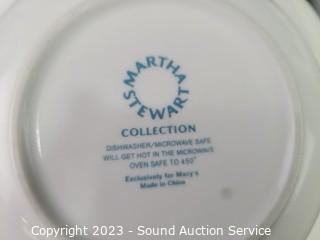 MARTHA
STEWART
COLLECTION
DISHWASHER/MICROWAVE SAFE
WILL GET HOT IN THE MICROWAVE
OVEN SAFE TO 450°
Exclusively for Macy's
Made in China
Copyright 2023 - Sound Auction Service